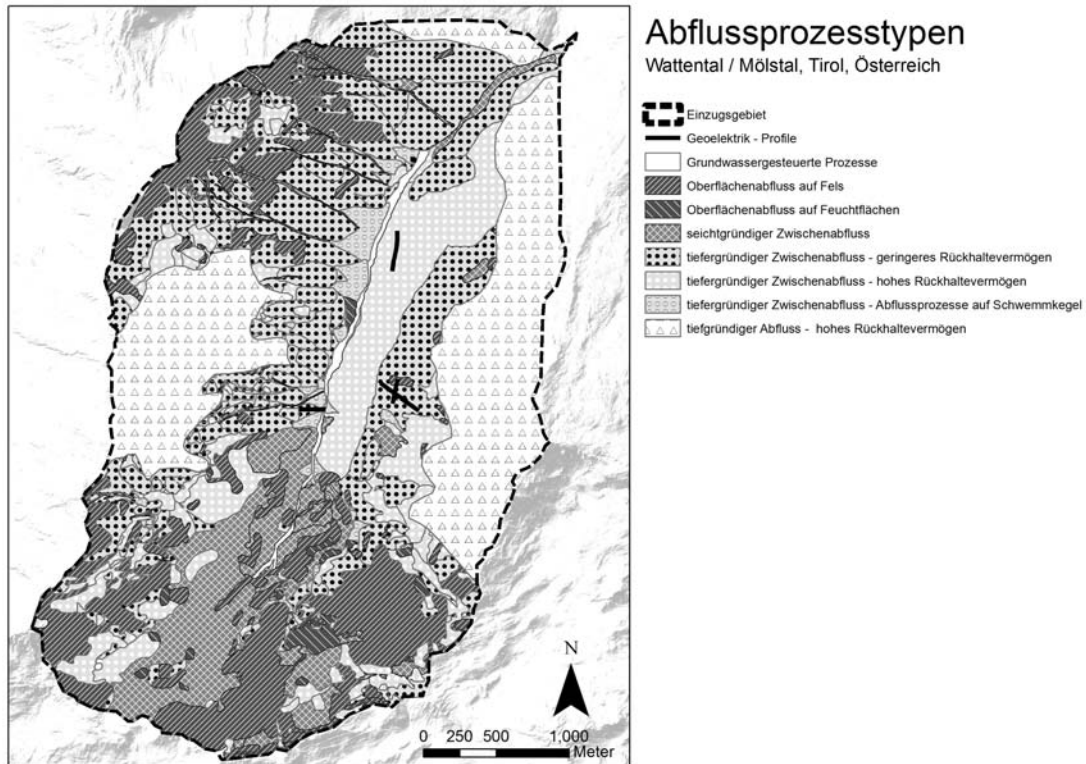 Abflussprozesstypen
Wattental / Mölstal, Tirol, Österreich
Einzugsgebiet
Geoelektrik - Profile
Grundwassergesteuerte Prozesse
Oberflächenabfluss auf Fels
Oberflächenabfluss auf Feuchtflächen
seichtgründiger Zwischenabfluss
tiefergründiger Zwischenabfluss - geringeres Rückhaltevermögen
tiefergründiger Zwischenabfluss - hohes Rückhaltevermögen
tiefergründiger Zwischenabfluss - Abflussprozesse auf Schwemmkegel
tiefgründiger Abfluss - hohes Rückhaltevermögen
N
0 250 500 1,000
Meter